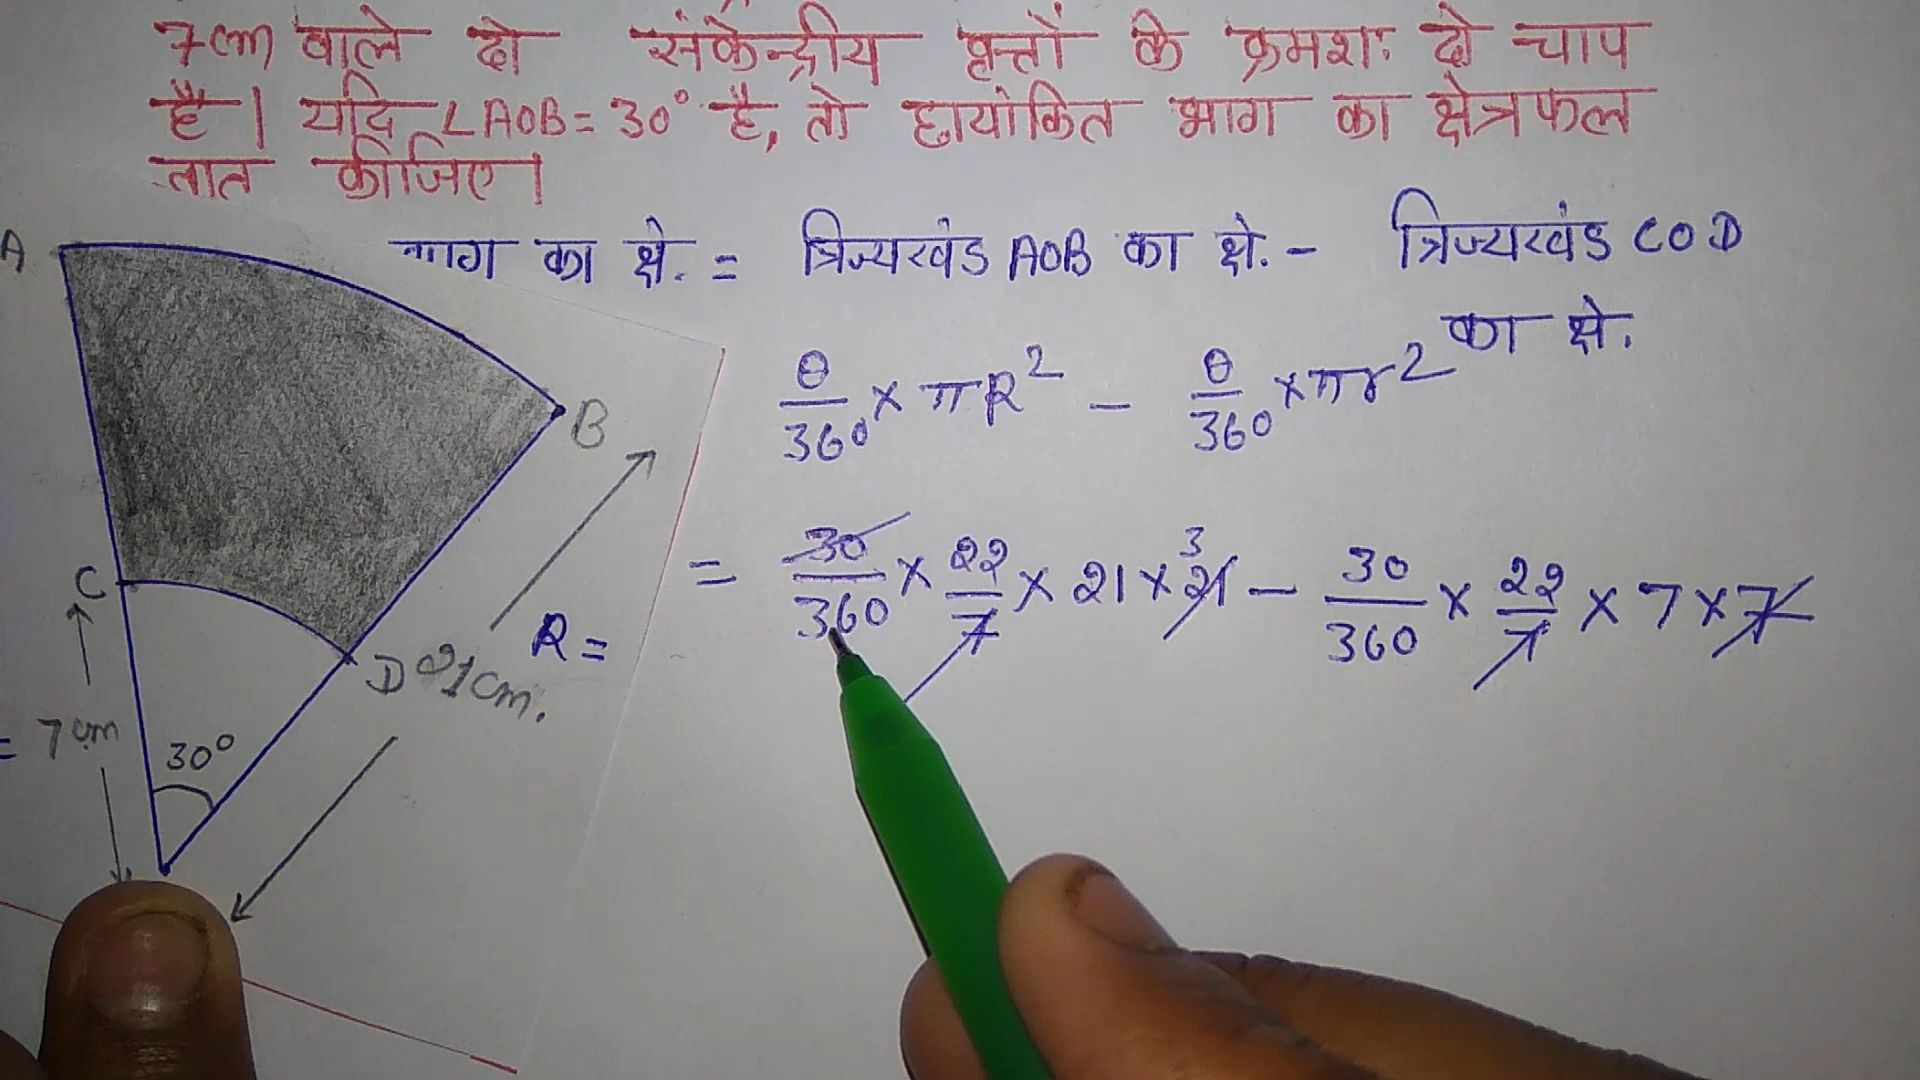 7cm वाले दो संकेन्द्रीय वृत्तों के क्रमशः दो चाप
है। यदि ∠AOB = 30° है, तो छायांकित भाग का क्षेत्रफल
ज्ञात कीजिए।
भाग का क्षे. = त्रिज्यखंड AOB का क्षे. - त्रिज्यखंड COD
का क्षे.
θ/360 × πR² - θ/360 × πr²
= 30/360 × 22/7 × 21 × 21 - 30/360 × 22/7 × 7 × 7
3
A
B
C
D
R = 21cm.
= 7cm
30°